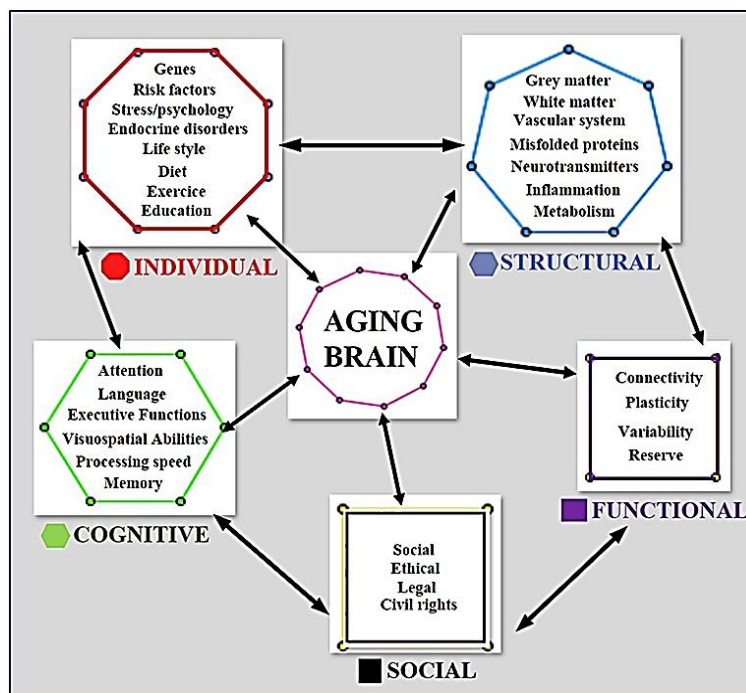 Genes
Risk factors
Stress/psychology
Endocrine disorders
Life style
Diet
Exercice
Education
INDIVIDUAL
Grey matter
White matter
Vascular system
Misfolded proteins
Neurotransmitters
Inflammation
Metabolism
STRUCTURAL
AGING
BRAIN
Attention
Language
Executive Functions
Visuospatial Abilities
Processing speed
Memory
COGNITIVE
Connectivity
Plasticity
Variability
Reserve
FUNCTIONAL
Social
Ethical
Legal
Civil rights
SOCIAL